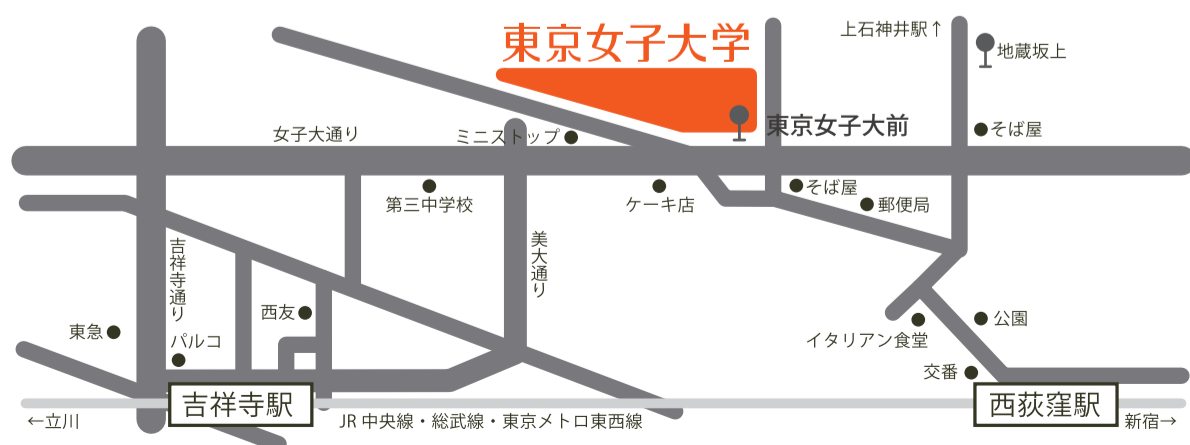 東京女子大学
上石神井駅↑
地蔵坂上
女子大通り
ミニストップ
東京女子大前
そば屋
第三中学校
ケーキ店
そば屋
郵便局
吉祥寺通り
美大通り
西友
東急
パルコ
公園
イタリアン食堂
交番
吉祥寺駅
西荻窪駅
←立川
JR 中央線・総武線・東京メトロ東西線
新宿→